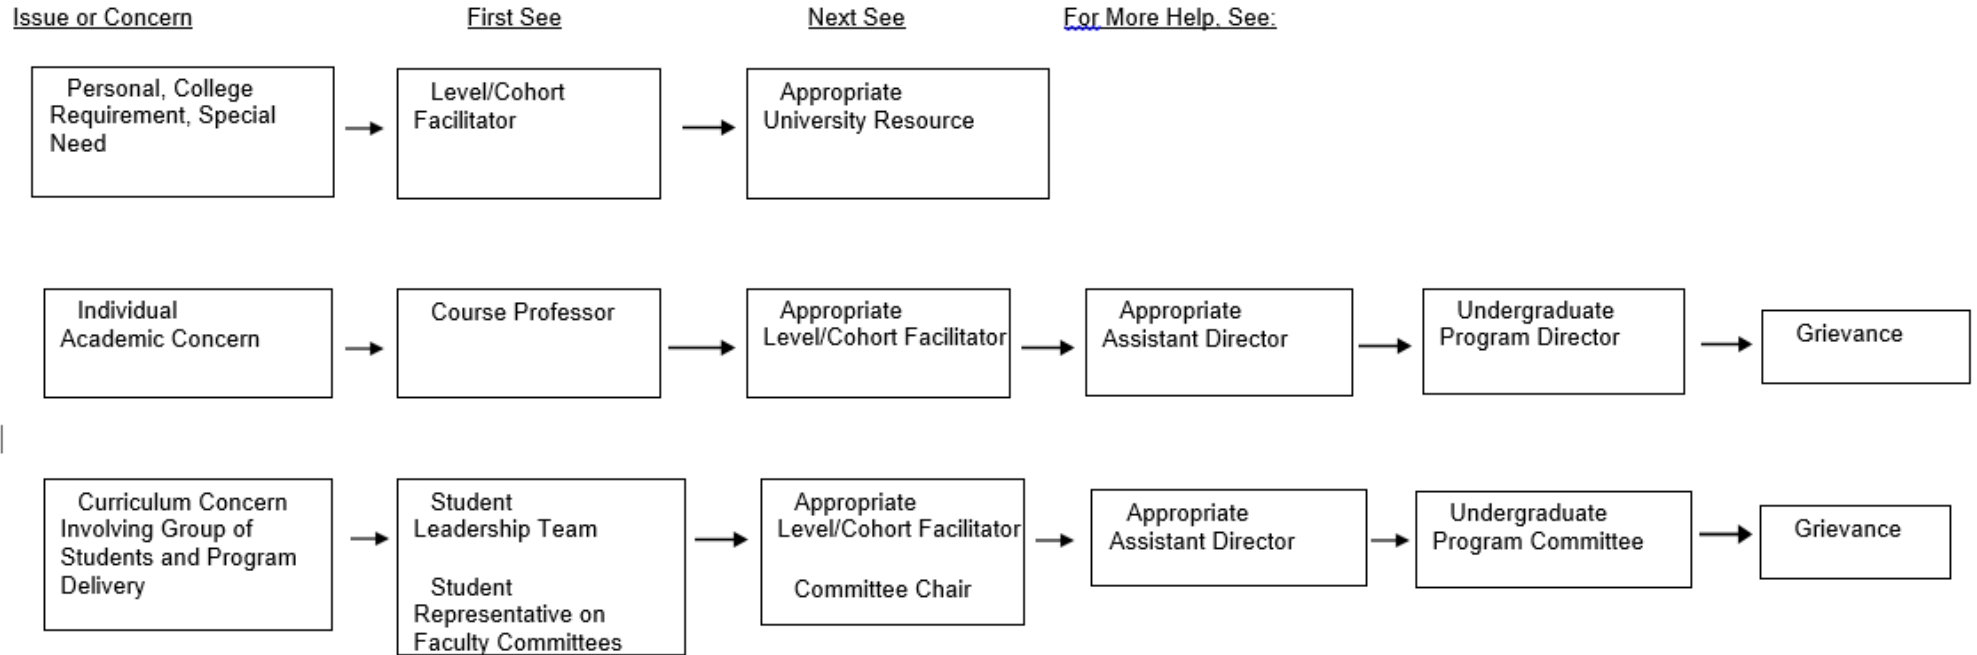 Issue or Concern
First See
Next See
For More Help, See:
Personal, College
Requirement, Special
Need
Level/Cohort
Facilitator
Appropriate
University Resource
Individual
Academic Concern
Course Professor
Appropriate
Level/Cohort Facilitator
Appropriate
Assistant Director
Undergraduate
Program Director
Grievance
Curriculum Concern
Involving Group of
Students and Program
Delivery
Student
Leadership Team
Student
Representative on
Faculty Committees
Appropriate
Level/Cohort Facilitator
Committee Chair
Appropriate
Assistant Director
Undergraduate
Program Committee
Grievance